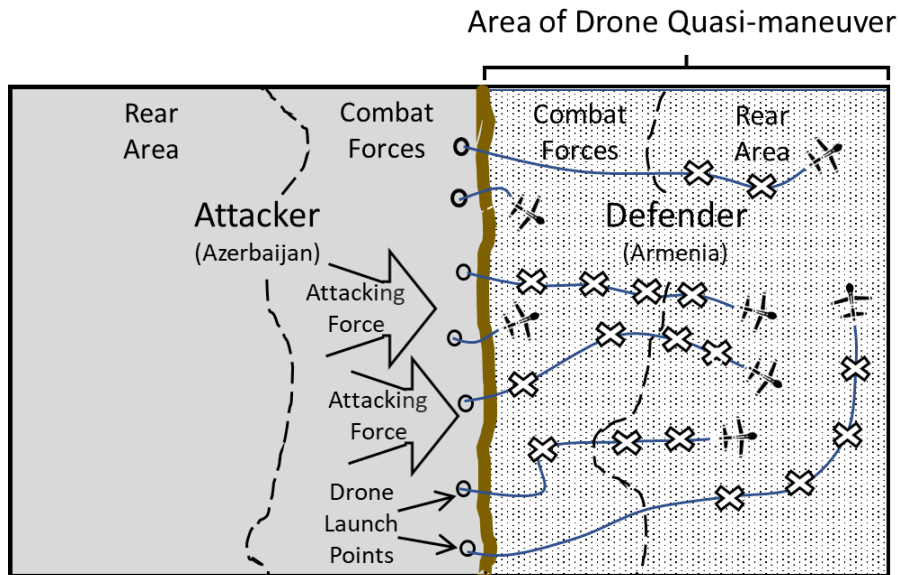 Area of Drone Quasi-maneuver
Rear
Area
Combat
Forces
Combat
Forces
Rear
Area
Attacker
(Azerbaijan)
Defender
(Armenia)
Attacking
Force
Attacking
Force
Drone
Launch
Points